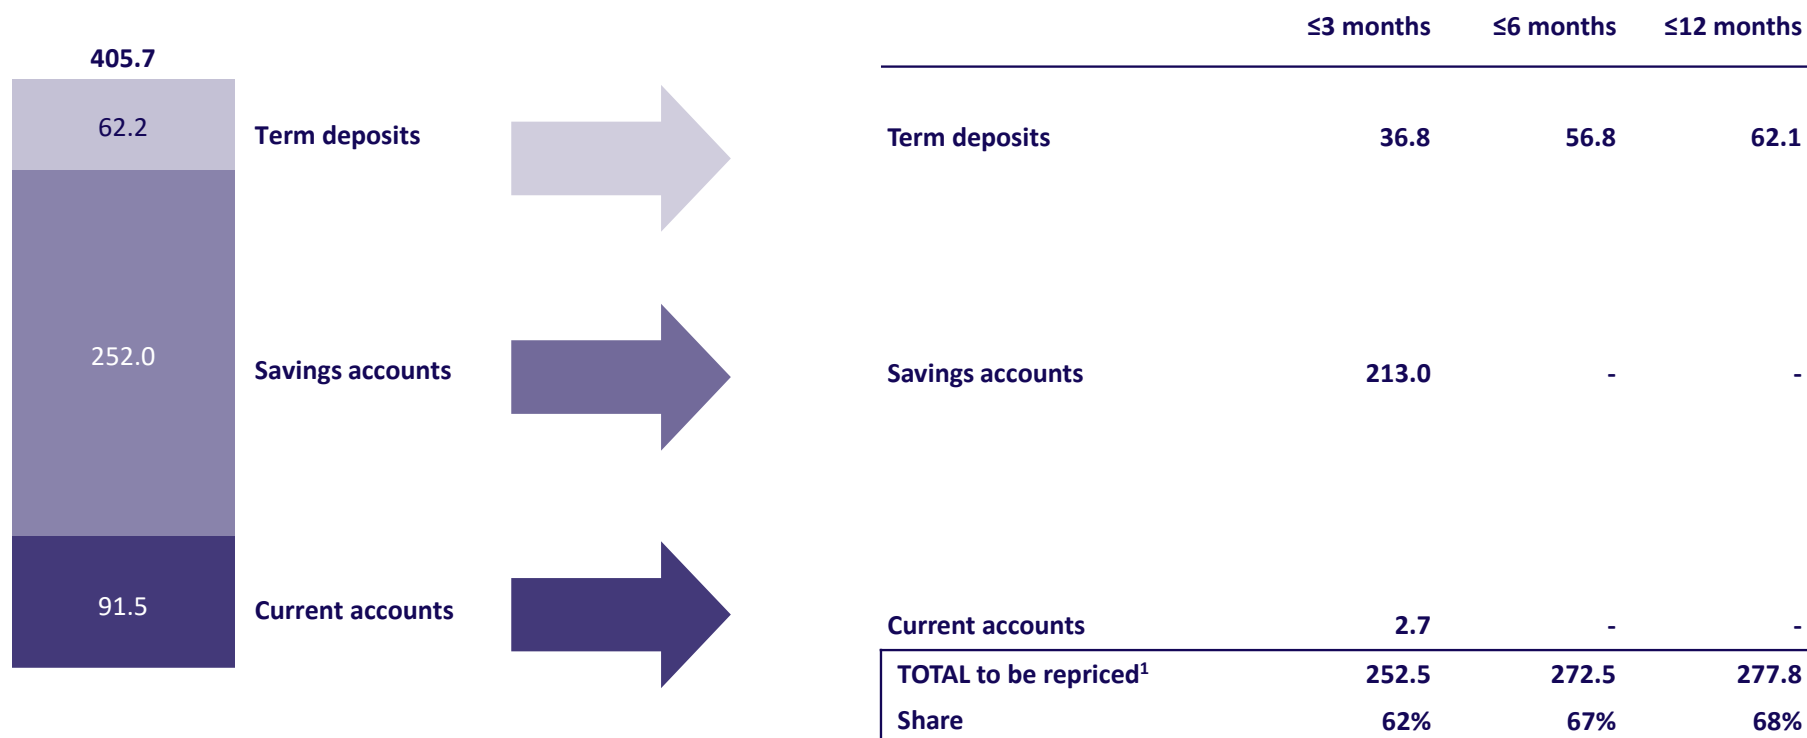 405.7
62.2
Term deposits
252.0
Savings accounts
91.5
Current accounts
≤3 months ≤6 months ≤12 months
Term deposits 36.8 56.8 62.1
Savings accounts 213.0 - -
Current accounts 2.7 - -
TOTAL to be repriced¹ 252.5 272.5 277.8
Share 62% 67% 68%